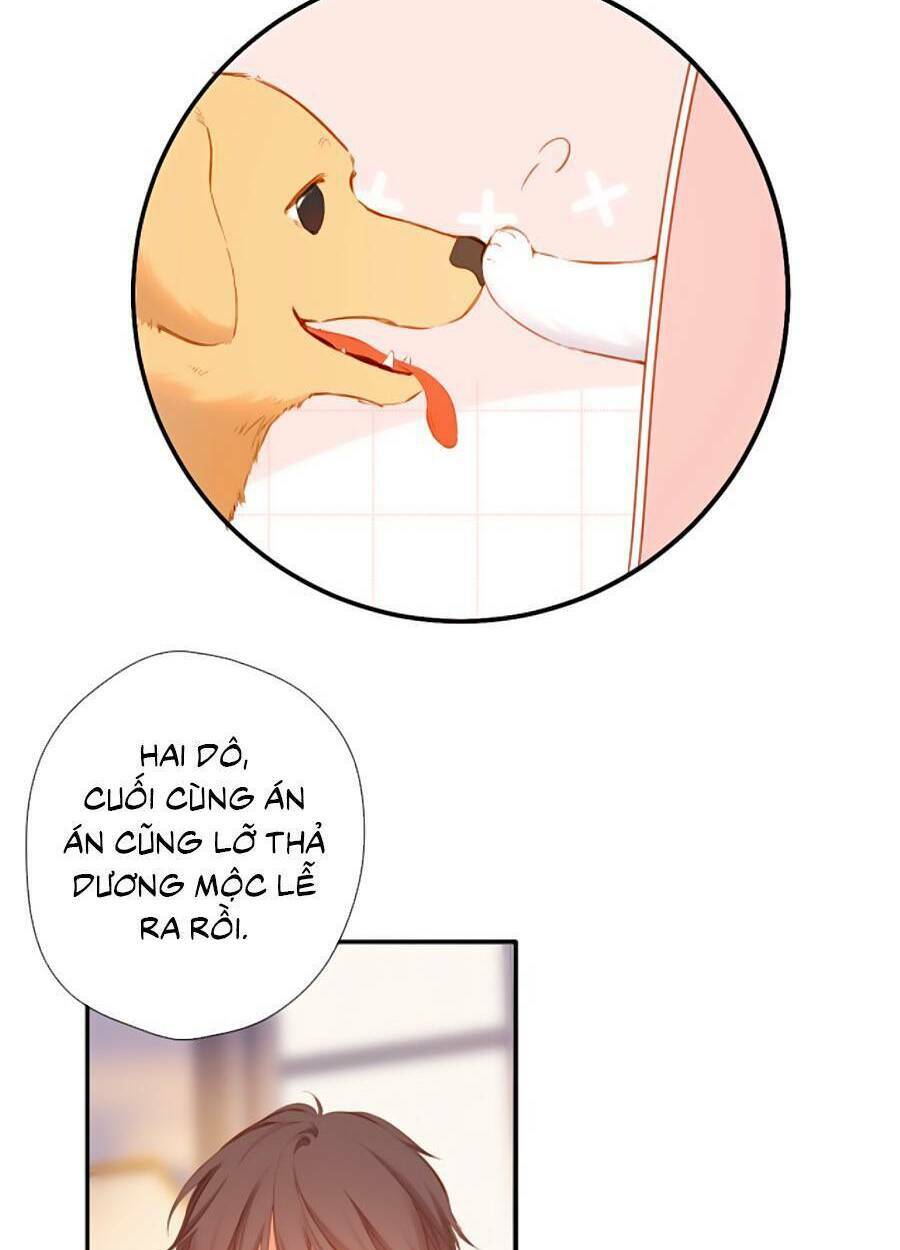 HAI DÔ,
CUỐI CÙNG ÁN
ÁN CŨNG LỠ THẢ
DƯƠNG MỘC LỄ
RA RỒI.